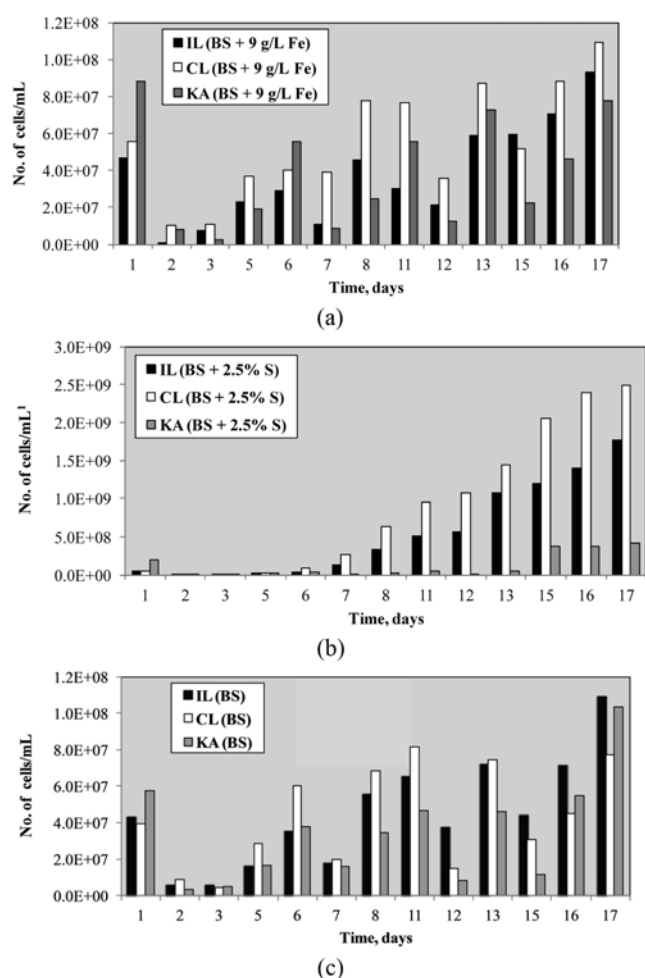 1.2E+08
1.0E+08
8.0E+07
6.0E+07
4.0E+07
2.0E+07
0.0E+00
No. of cells/mL
IL (BS + 9 g/L Fe)
CL (BS + 9 g/L Fe)
KA (BS + 9 g/L Fe)
1 2 3 5 6 7 8 11 12 13 15 16 17
Time, days
(a)
3.0E+09
2.5E+09
2.0E+09
1.5E+09
1.0E+09
5.0E+08
0.0E+00
No. of cells/mL¹
IL (BS + 2.5% S)
CL (BS + 2.5% S)
KA (BS + 2.5% S)
1 2 3 5 6 7 8 11 12 13 15 16 17
Time, days
(b)
1.2E+08
1.0E+08
8.0E+07
6.0E+07
4.0E+07
2.0E+07
0.0E+00
No. of cells/mL
IL (BS)
CL (BS)
KA (BS)
1 2 3 5 6 7 8 11 12 13 15 16 17
Time, days
(c)